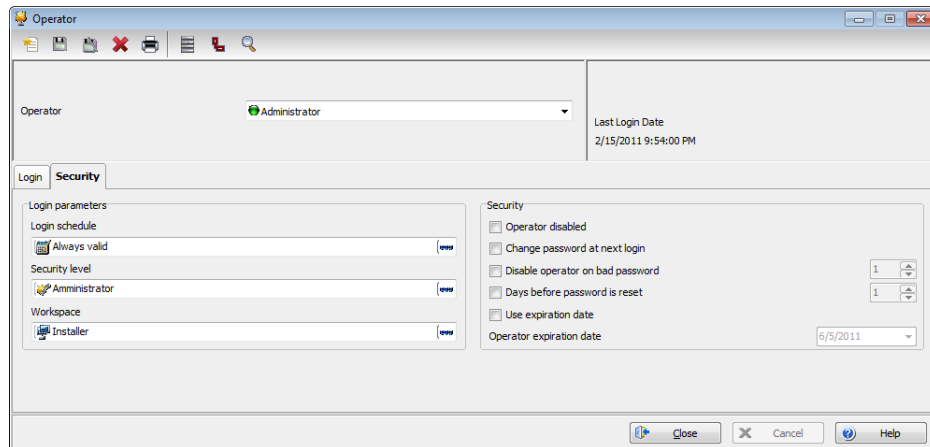 Operator
Operator
Administrator
Last Login Date
2/15/2011 9:54:00 PM
Login
Security
Login parameters
Login schedule
Always valid
Security level
Amministrator
Workspace
Installer
Security
Operator disabled
Change password at next login
Disable operator on bad password
1
Days before password is reset
1
Use expiration date
Operator expiration date
6/5/2011
Close
Cancel
Help